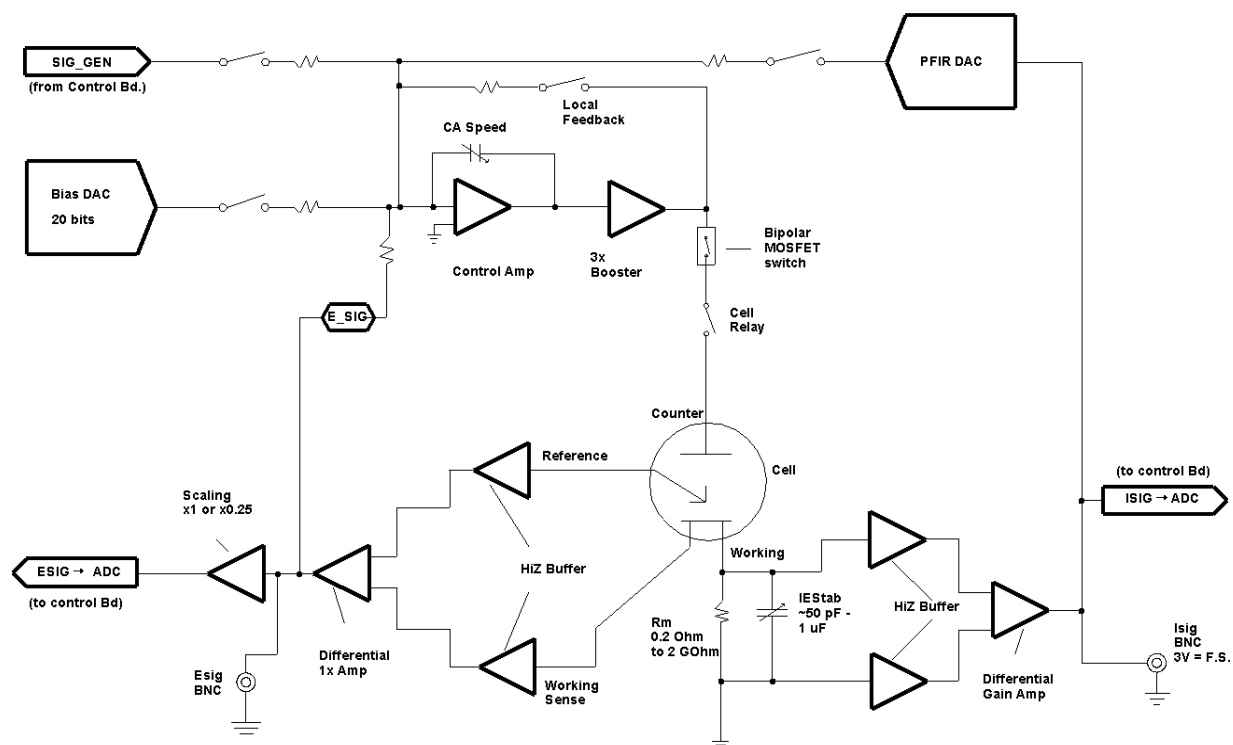 SIG_GEN
(from Control Bd.)
PFIR DAC
Local
Feedback
CA Speed
Bias DAC
20 bits
Control Amp
3x
Booster
Bipolar
MOSFET
switch
E_SIG
Cell
Relay
Counter
Reference
Cell
(to control Bd)
ISIG → ADC
Scaling
x1 or x0.25
ESIG → ADC
(to control Bd)
HiZ Buffer
Working
Rm
0.2 Ohm
to 2 GOhm
IEStab
~50 pF -
1 uF
HiZ Buffer
Esig
BNC
Differential
1x Amp
Working
Sense
Differential
Gain Amp
Isig
BNC
3V = F.S.